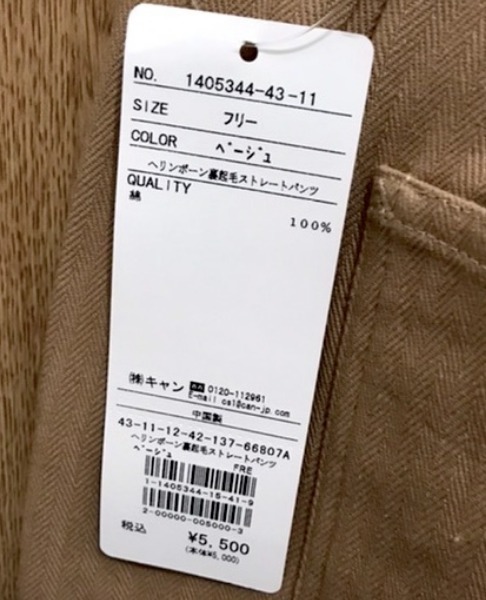 NO. 1405344-43-11
SIZE フリー
COLOR ベージュ
ヘリンボーン裏起毛ストレートパンツ
QUALITY
綿
100%
㈱キャン 0120-112961
E-mail cs1@can-jp.com
中国製
43-11-12-42-137-66807A
ヘリンボーン裏起毛ストレートパンツ
ベージュ
FRE
1-1405344-15-41-9
2-00000-005000-3
税込 ¥5,500
(本体¥5,000)